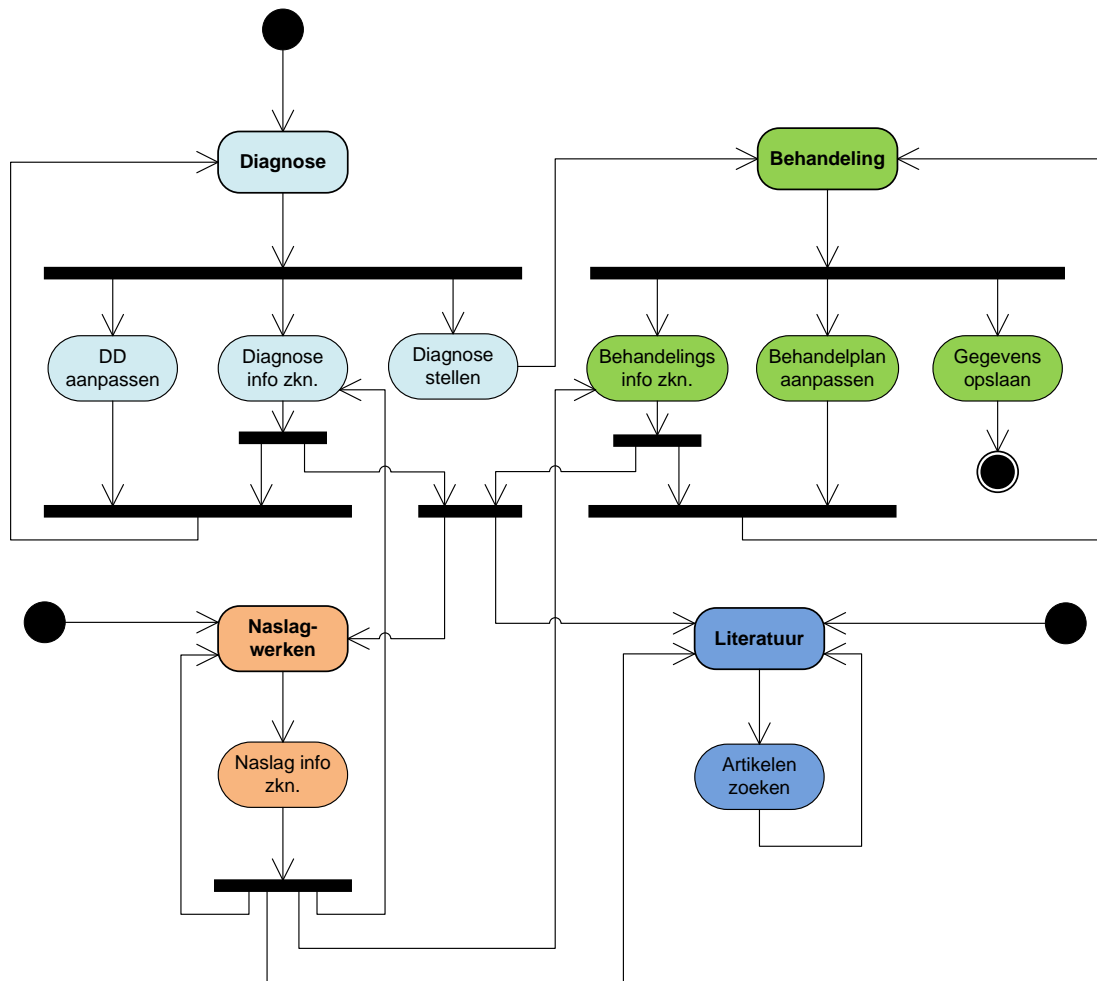 Diagnose
Behandeling
DD
aanpassen
Diagnose
info zkn.
Diagnose
stellen
Behandelings
info zkn.
Behandelplan
aanpassen
Gegevens
opslaan
Naslag-
werken
Literatuur
Naslag info
zkn.
Artikelen
zoeken